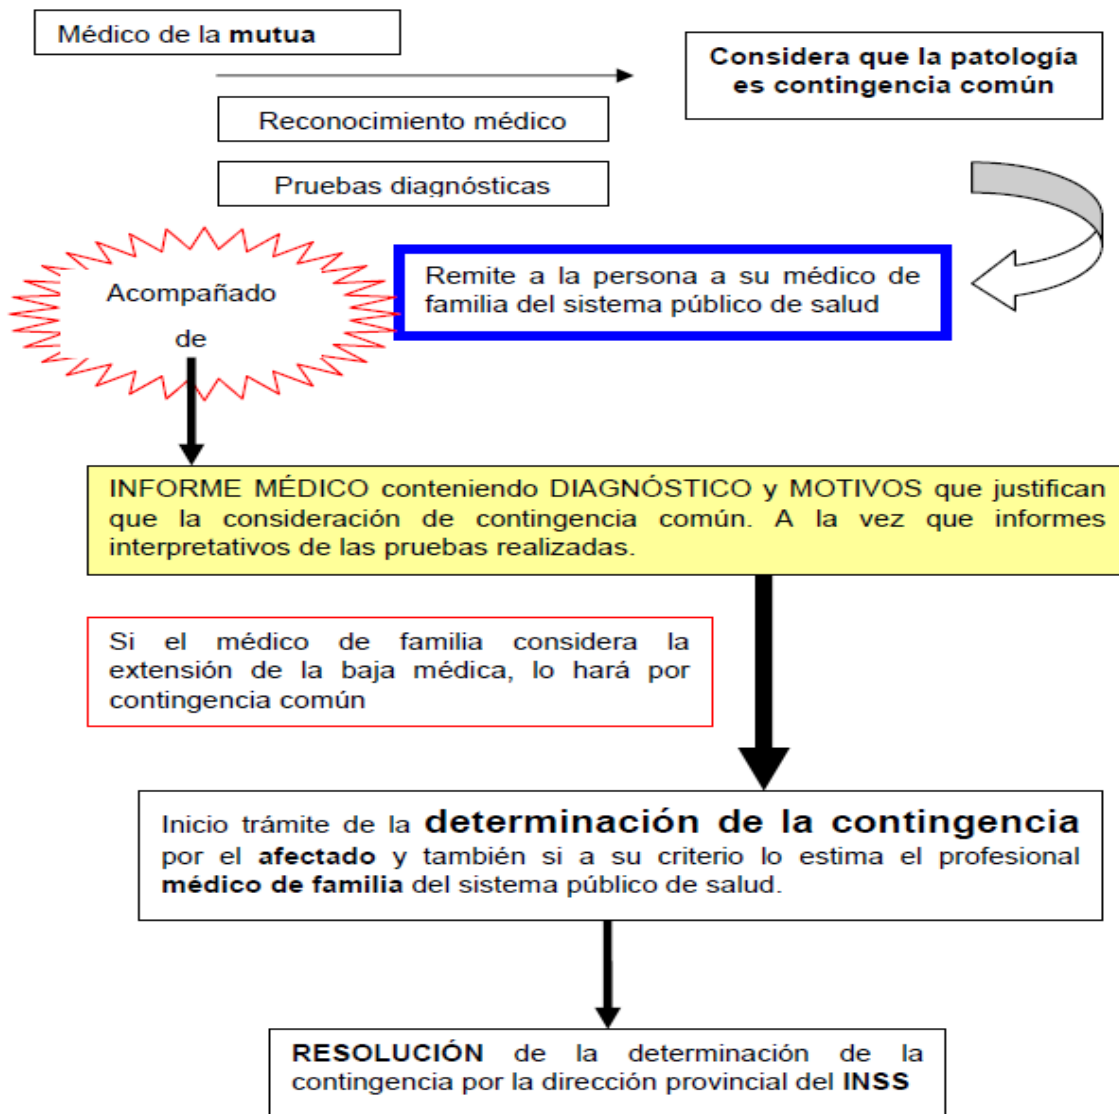 Médico de la mutua
Considera que la patología
es contingencia común
Reconocimiento médico
Pruebas diagnósticas
Acompañado
de
Remite a la persona a su médico de
familia del sistema público de salud
INFORME MÉDICO conteniendo DIAGNÓSTICO y MOTIVOS que justifican
que la consideración de contingencia común. A la vez que informes
interpretativos de las pruebas realizadas.
Si el médico de familia considera la
extensión de la baja médica, lo hará por
contingencia común
Inicio trámite de la determinación de la contingencia
por el afectado y también si a su criterio lo estima el profesional
médico de familia del sistema público de salud.
RESOLUCIÓN de la determinación de la
contingencia por la dirección provincial del INSS